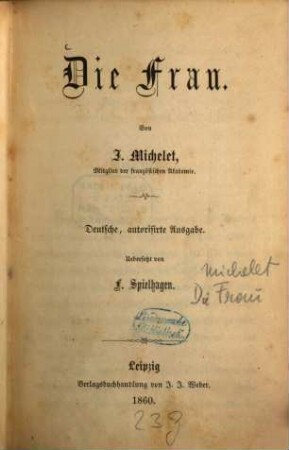 Die Frau.
Von
J. Michelet,
Mitglied der französischen Akademie.
Deutsche, autorisirte Ausgabe.
Uebersetzt von
F. Spielhagen.
Michelet
Die Frau
Leipzig
Verlagsbuchhandlung von J. J. Weber.
1860.
239